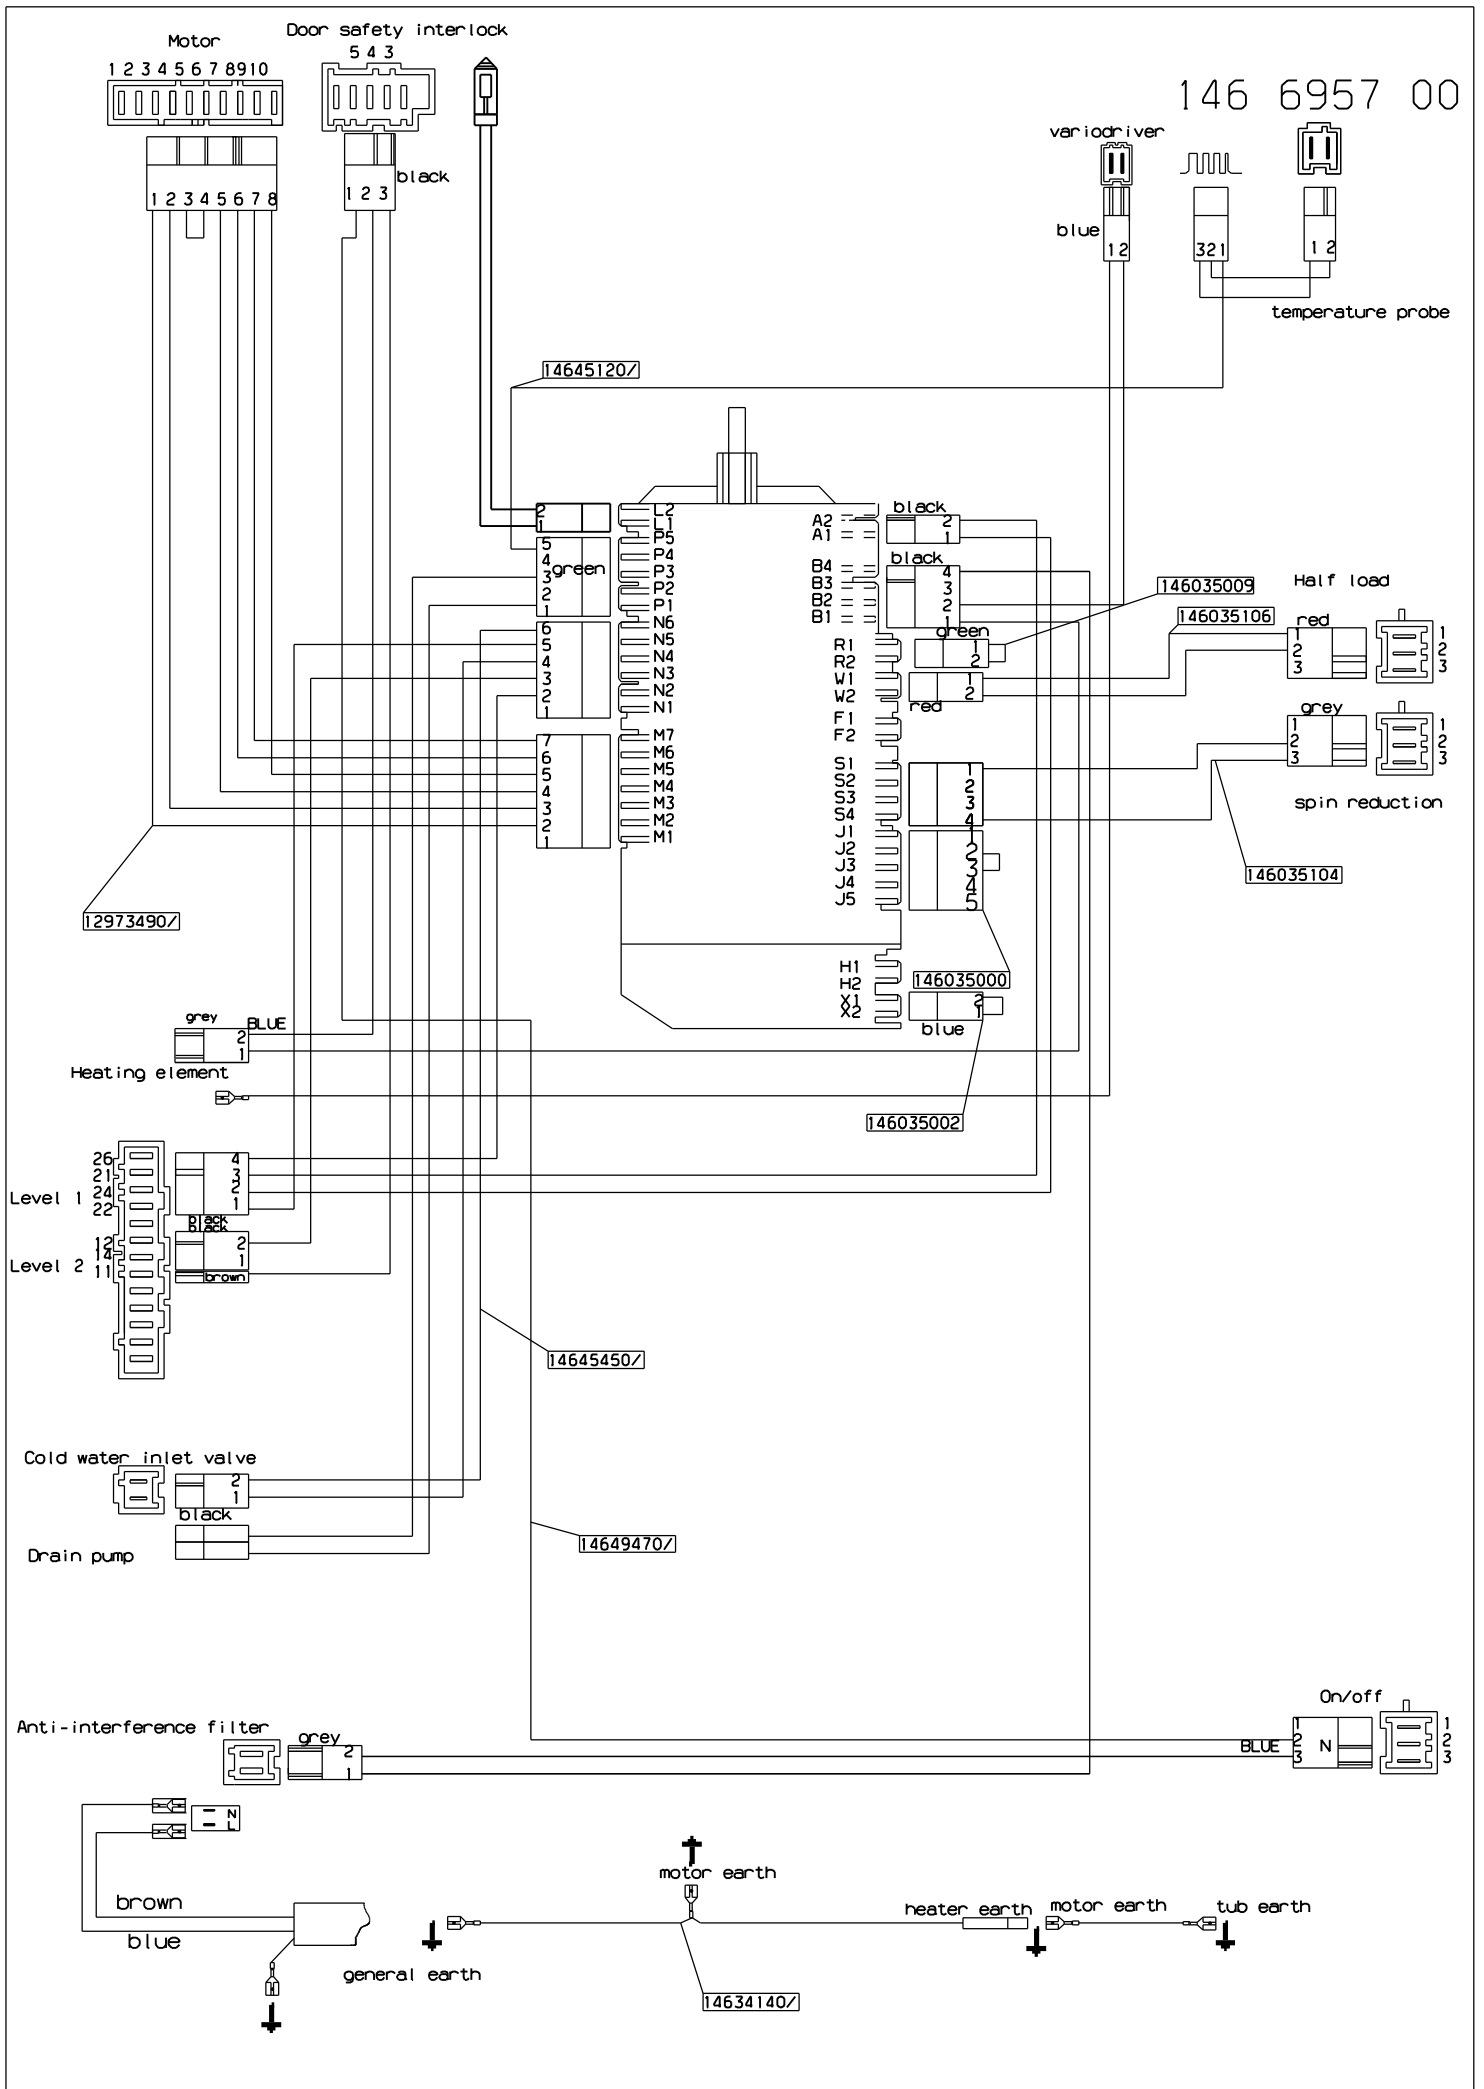 Door safety interlock
Motor
5 4 3
1 2 3 4 5 6 7 8 9 10
146 6957 00
variodriver
black
1 2 3 4 5 6 7 8
1 2 3
blue
1 2
3 2 1
1 2
temperature probe
14645120/
2
1
L2
L1
5
4
3
2
1
green
P5
P4
P3
P2
P1
6
5
4
3
2
1
N6
N5
N4
N3
N2
N1
7
6
5
4
3
2
1
M7
M6
M5
M4
M3
M2
M1
black
A2
A1
2
1
black
B4
B3
B2
B1
4
3
2
1
green
R1
R2
1
2
W1
W2
1
2
red
F1
F2
S1
S2
S3
S4
1
2
3
4
J1
J2
J3
J4
J5
1
2
3
4
5
H1
H2
X1
X2
2
1
blue
146035009
Half load
146035106
red
1
2
3
1
2
3
grey
1
2
3
1
2
3
spin reduction
146035104
12973490/
146035000
grey
BLUE
2
1
Heating element
146035002
26
21
24
22
Level 1
4
3
2
1
black
black
12
14
11
Level 2
2
1
brown
14645450/
Cold water inlet valve
2
1
black
Drain pump
14649470/
On/off
1
2
3
N
BLUE
1
2
3
Anti-interference filter
grey
2
1
N
L
brown
blue
motor earth
heater earth
motor earth
tub earth
general earth
14634140/